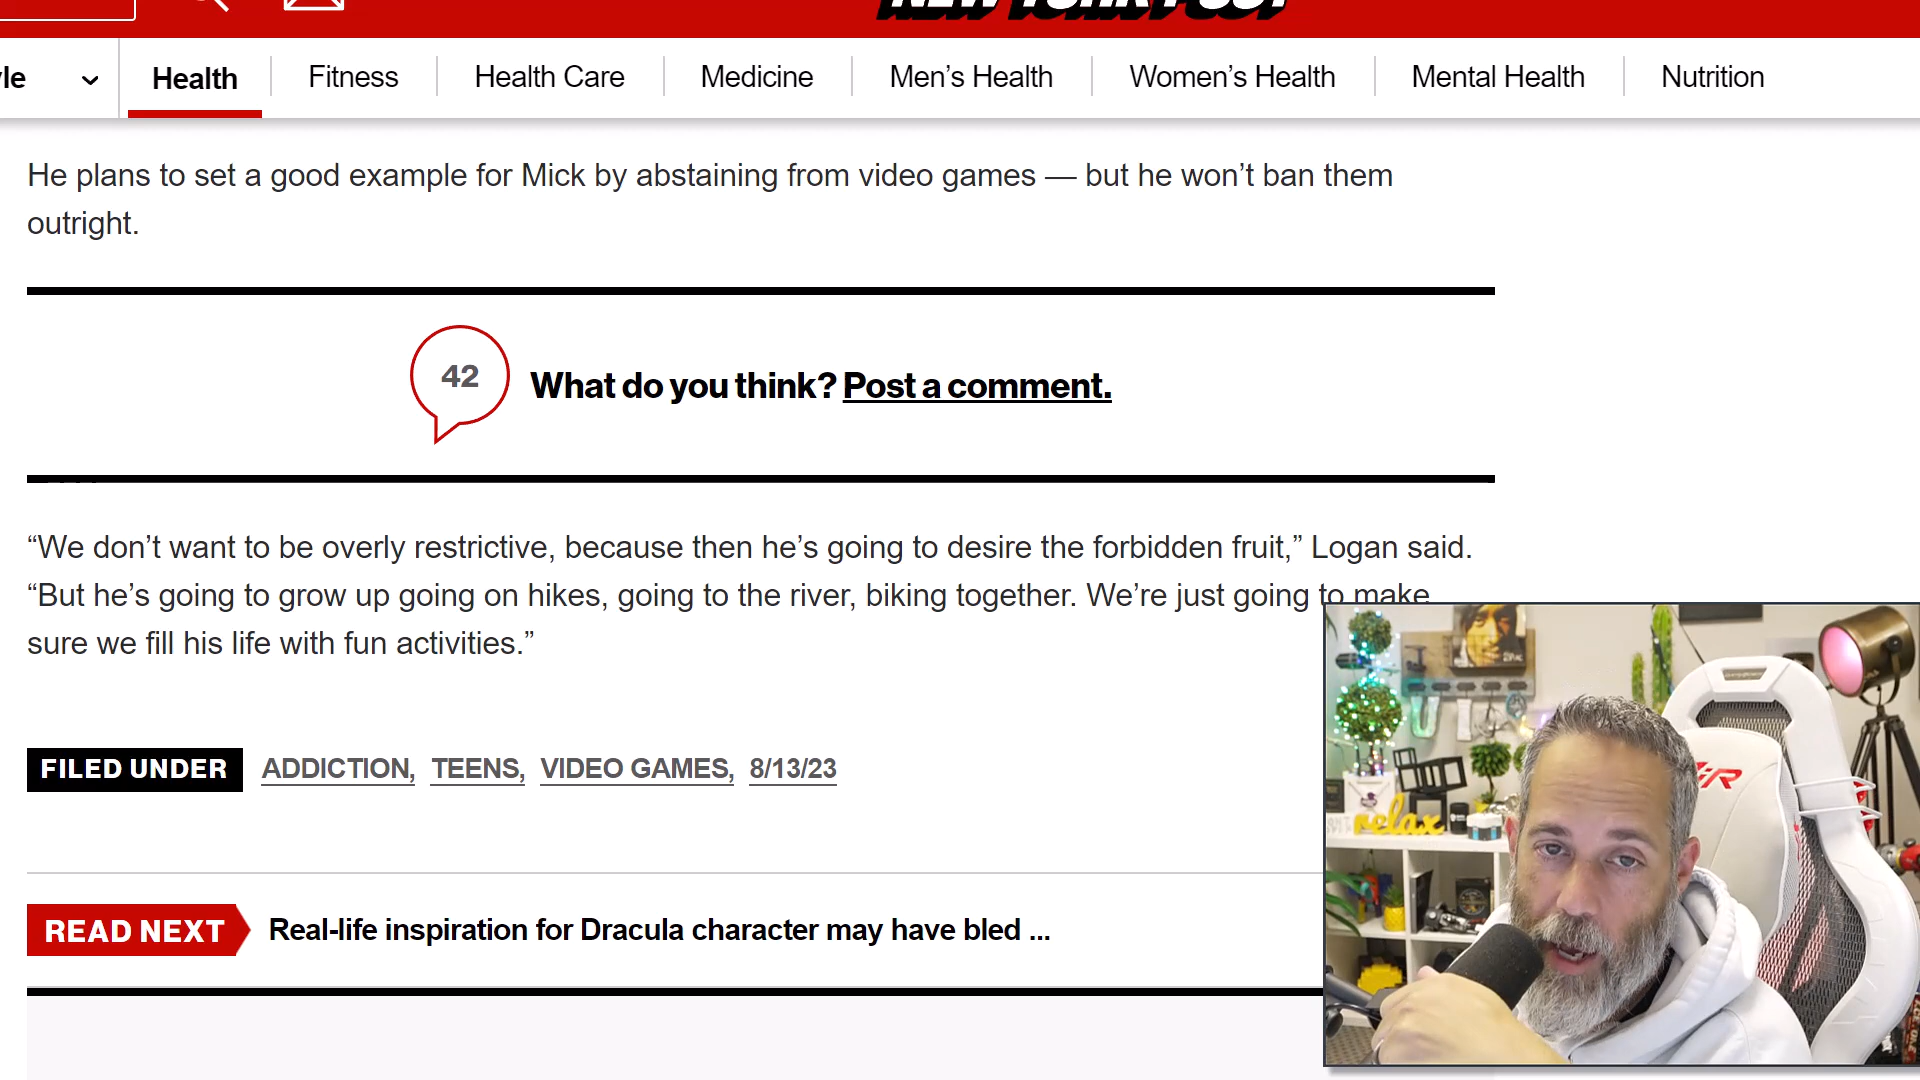 NEW YORK POST
Health Fitness Health Care Medicine Men’s Health Women’s Health Mental Health Nutrition
He plans to set a good example for Mick by abstaining from video games — but he won’t ban them
outright.
42
What do you think? Post a comment.
“We don’t want to be overly restrictive, because then he’s going to desire the forbidden fruit,” Logan said.
“But he’s going to grow up going on hikes, going to the river, biking together. We’re just going to make
sure we fill his life with fun activities.”
FILED UNDER ADDICTION, TEENS, VIDEO GAMES, 8/13/23
READ NEXT Real-life inspiration for Dracula character may have bled ...
relax